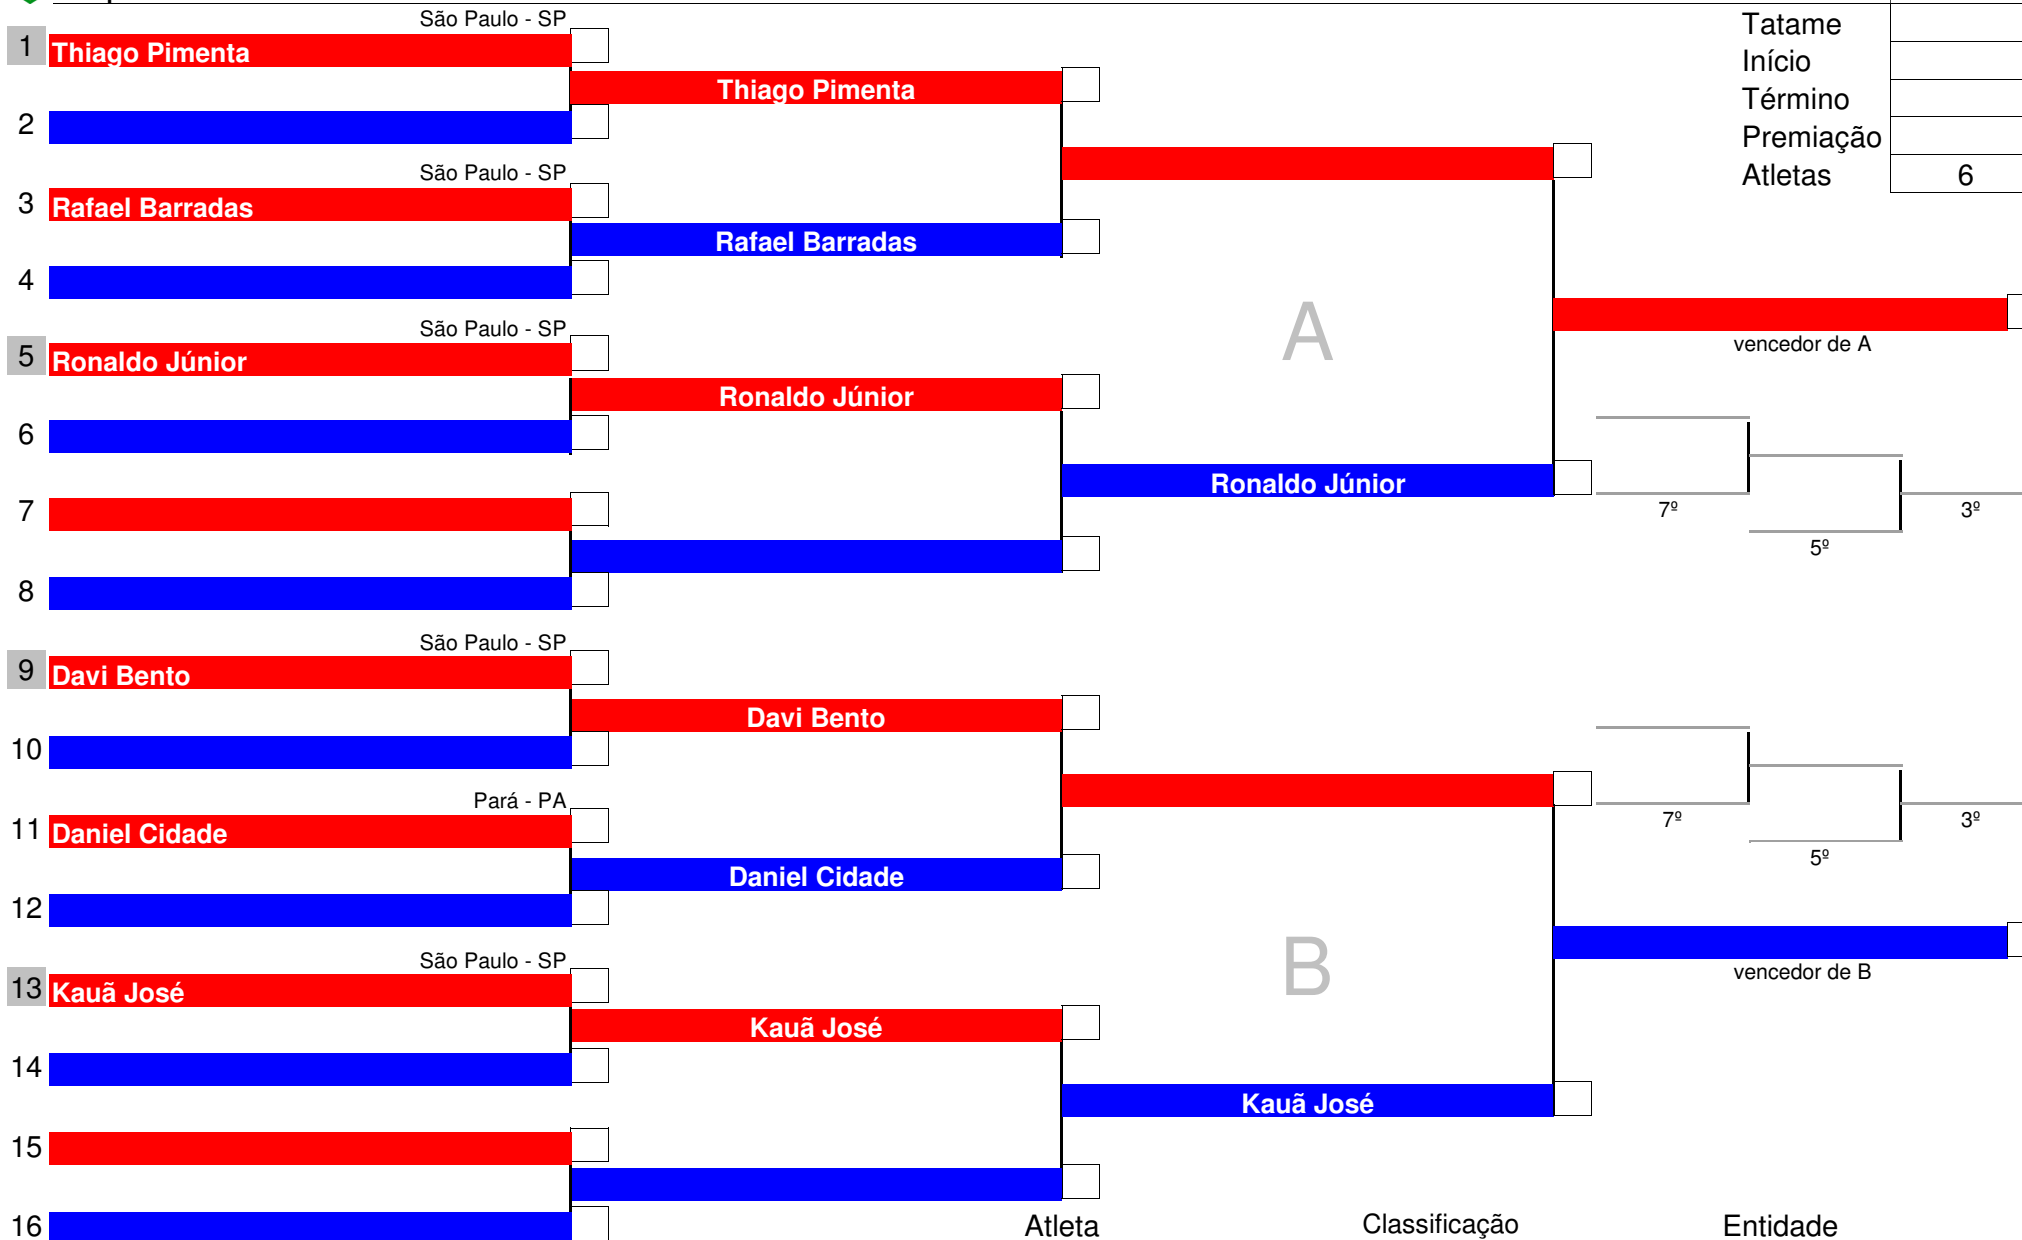 São Paulo - SP
1 Thiago Pimenta
Thiago Pimenta
2
São Paulo - SP
3 Rafael Barradas
Rafael Barradas
4
São Paulo - SP
5 Ronaldo Júnior
Ronaldo Júnior
6
Ronaldo Júnior
7
8
São Paulo - SP
9 Davi Bento
Davi Bento
10
Pará - PA
11 Daniel Cidade
Daniel Cidade
12
São Paulo - SP
13 Kauã José
Kauã José
14
Kauã José
15
16
A
B
Tatame
Início
Término
Premiação
Atletas 6
vencedor de A
7º
5º
3º
7º
5º
3º
vencedor de B
Atleta Classificação Entidade